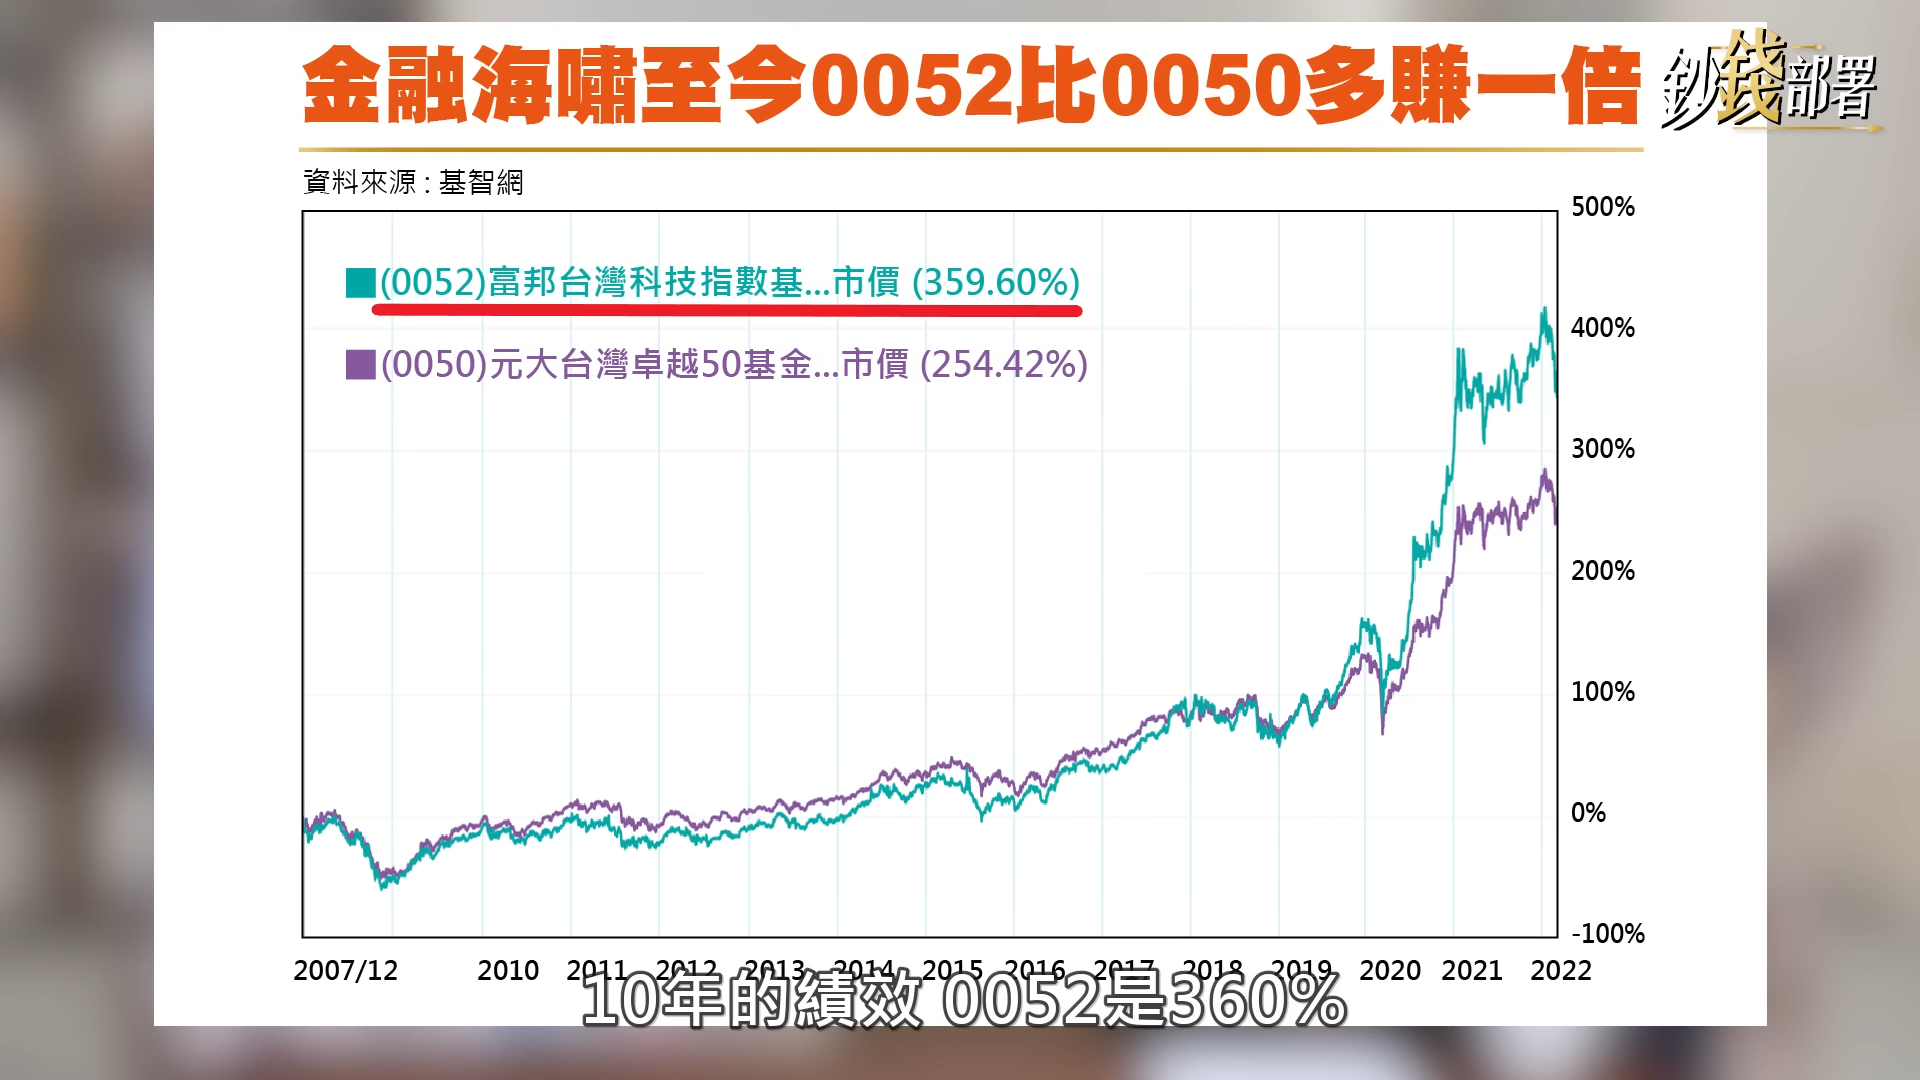 金融海嘯至今0052比0050多賺一倍
鈔錢部署
資料來源 : 基智網
(0052)富邦台灣科技指數基...市價 (359.60%)
(0050)元大台灣卓越50基金...市價 (254.42%)
500%
400%
300%
200%
100%
0%
-100%
2007/12 2010 2011 2012 2013 2014 2015 2016 2017 2018 2019 2020 2021 2022
10年的績效 0052是360%